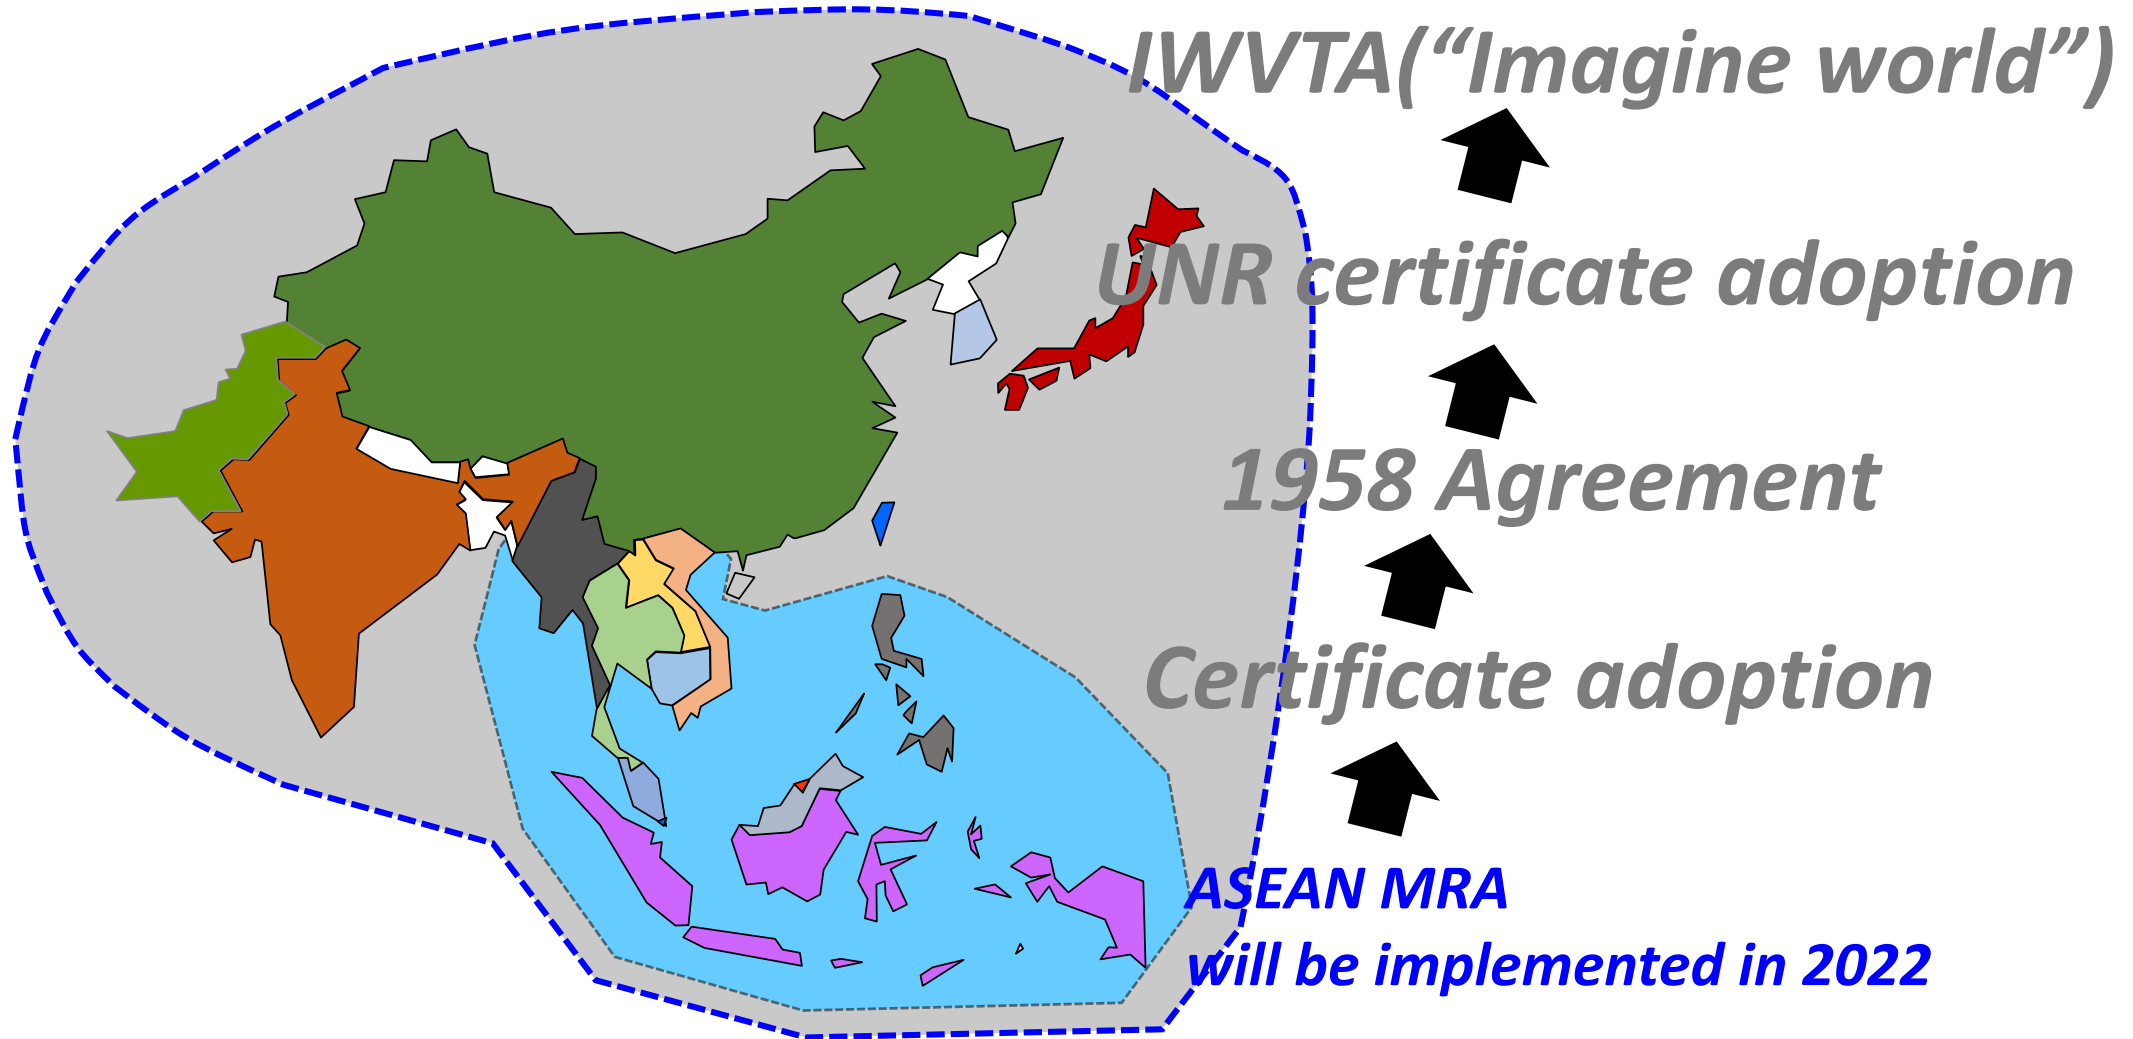 IWVTA(“Imagine world”)
UNR certificate adoption
1958 Agreement
Certificate adoption
ASEAN MRA
will be implemented in 2022